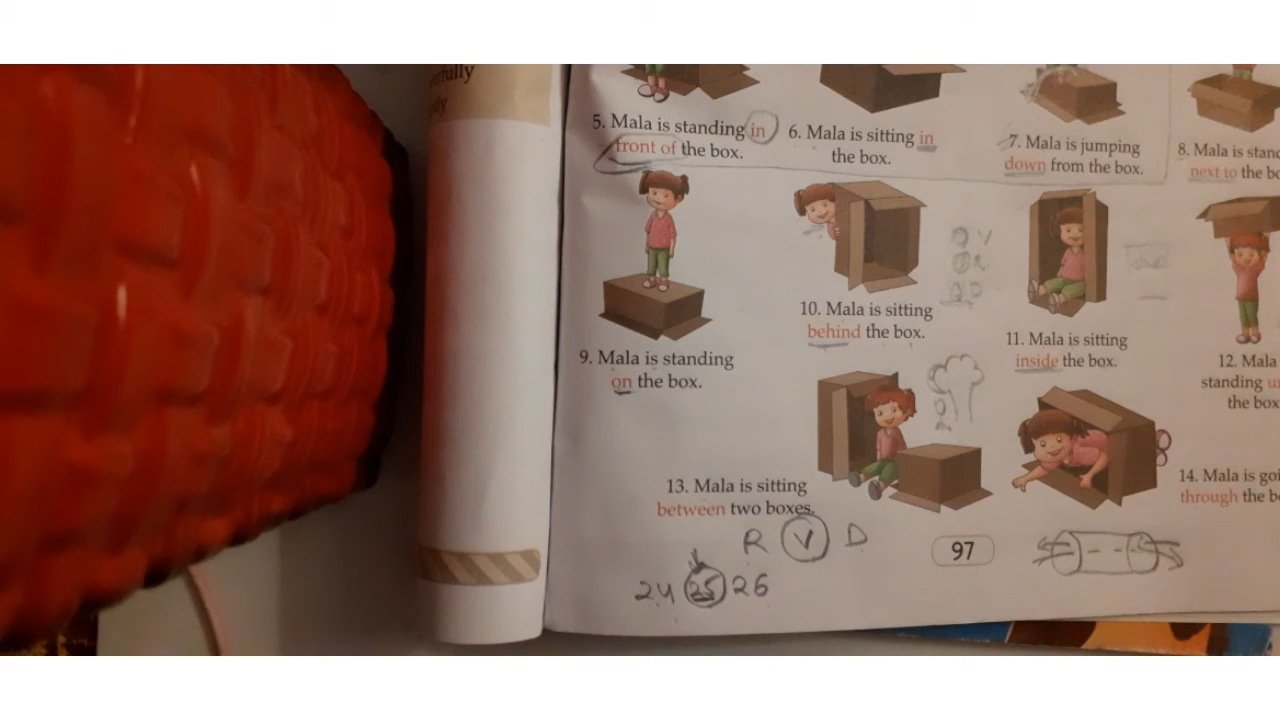 5. Mala is standing in
front of the box.
6. Mala is sitting in
the box.
7. Mala is jumping
down from the box.
8. Mala is
next to the
9. Mala is standing
on the box.
10. Mala is sitting
behind the box.
11. Mala is sitting
inside the box.
12. Mala
standing
the box
13. Mala is sitting
between two boxes.
14. Mala is
through the
R V D
24 25 26
97